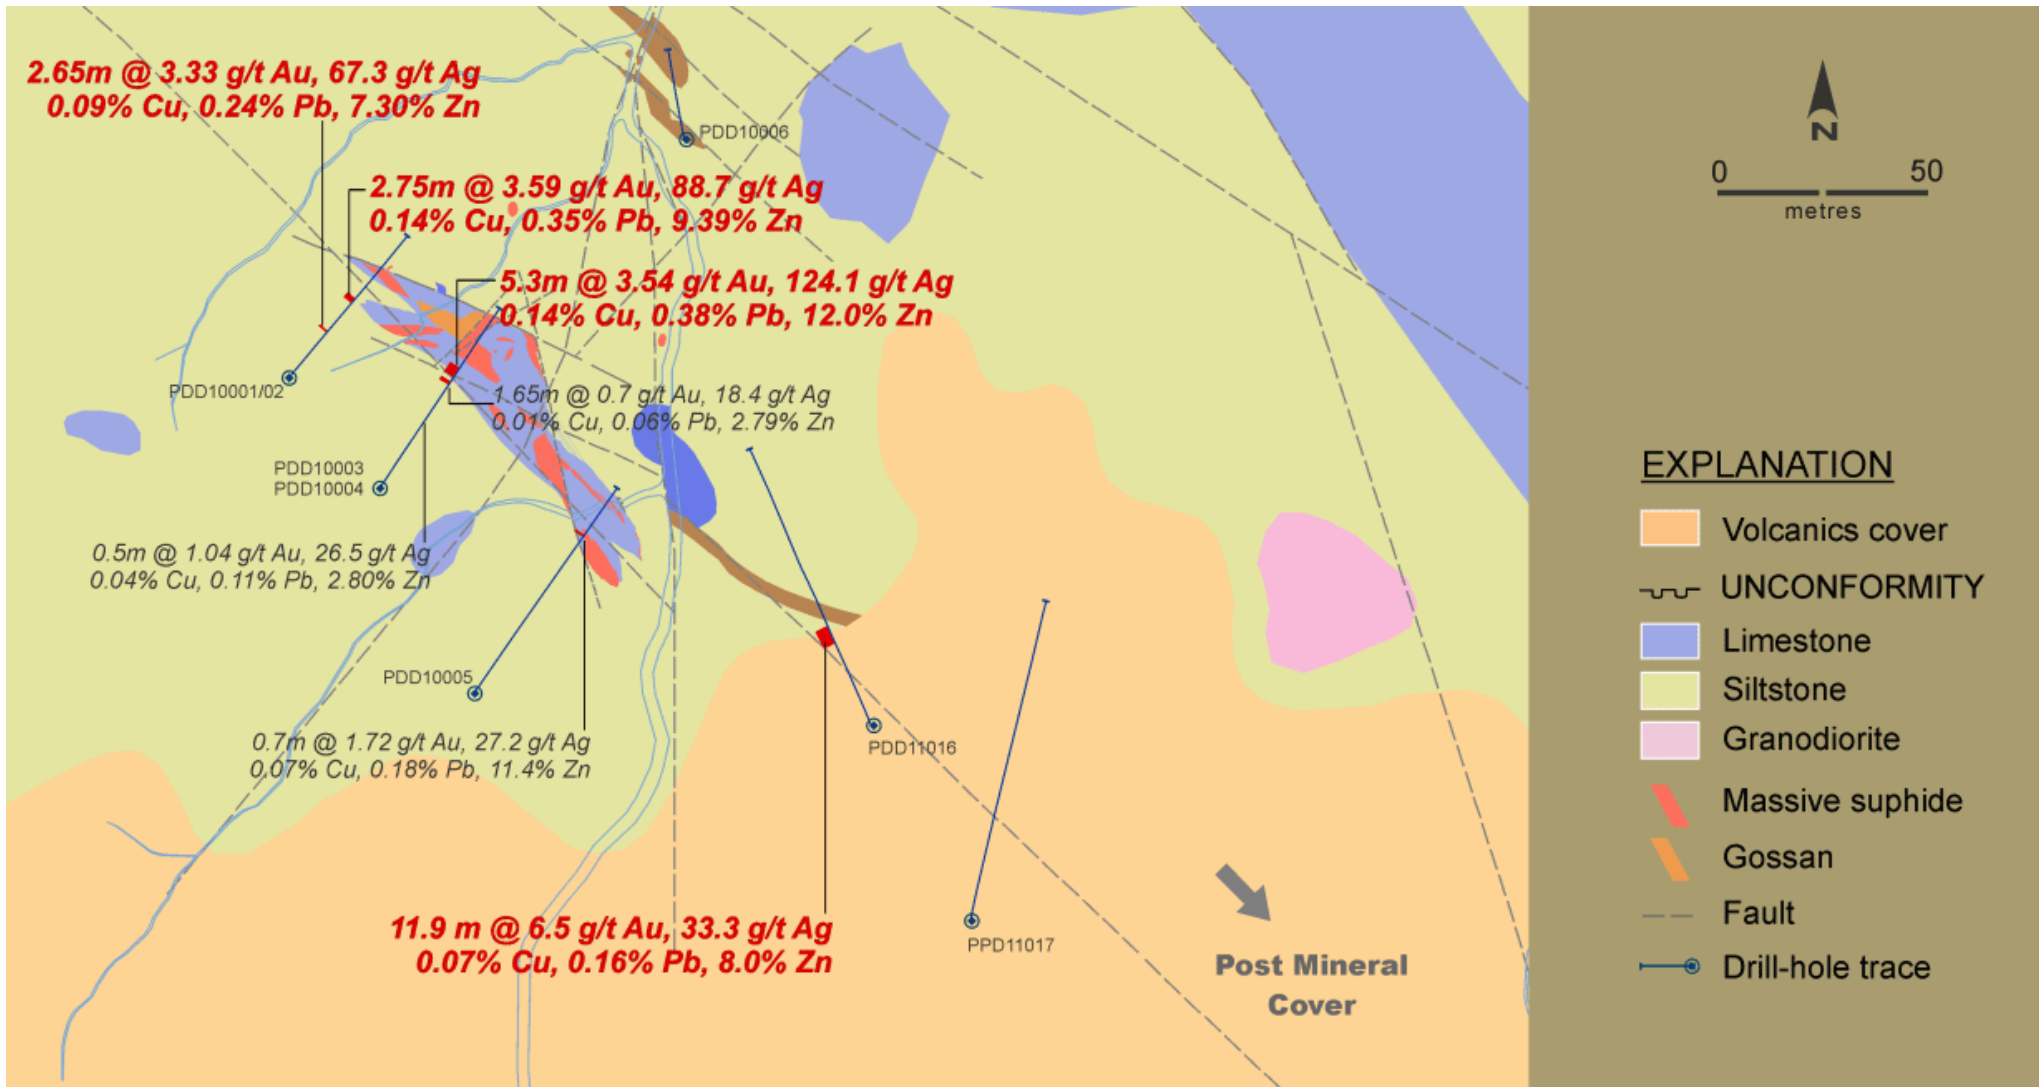 2.65m @ 3.33 g/t Au, 67.3 g/t Ag
0.09% Cu, 0.24% Pb, 7.30% Zn
PDD10006
2.75m @ 3.59 g/t Au, 88.7 g/t Ag
0.14% Cu, 0.35% Pb, 9.39% Zn
5.3m @ 3.54 g/t Au, 124.1 g/t Ag
0.14% Cu, 0.38% Pb, 12.0% Zn
PDD10001/02
1.65m @ 0.7 g/t Au, 18.4 g/t Ag
0.01% Cu, 0.06% Pb, 2.79% Zn
PDD10003
PDD10004
0.5m @ 1.04 g/t Au, 26.5 g/t Ag
0.04% Cu, 0.11% Pb, 2.80% Zn
PDD10005
0.7m @ 1.72 g/t Au, 27.2 g/t Ag
0.07% Cu, 0.18% Pb, 11.4% Zn
PDD11016
11.9 m @ 6.5 g/t Au, 33.3 g/t Ag
0.07% Cu, 0.16% Pb, 8.0% Zn
PPD11017
Post Mineral
Cover
N
0 50
metres
EXPLANATION
Volcanics cover
UNCONFORMITY
Limestone
Siltstone
Granodiorite
Massive suphide
Gossan
Fault
Drill-hole trace